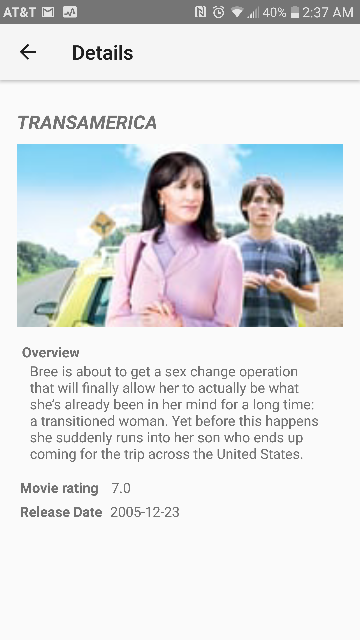 AT&T 40% 2:37 AM
Details
TRANSAMERICA
Overview
Bree is about to get a sex change operation
that will finally allow her to actually be what
she's already been in her mind for a long time:
a transitioned woman. Yet before this happens
she suddenly runs into her son who ends up
coming for the trip across the United States.
Movie rating 7.0
Release Date 2005-12-23